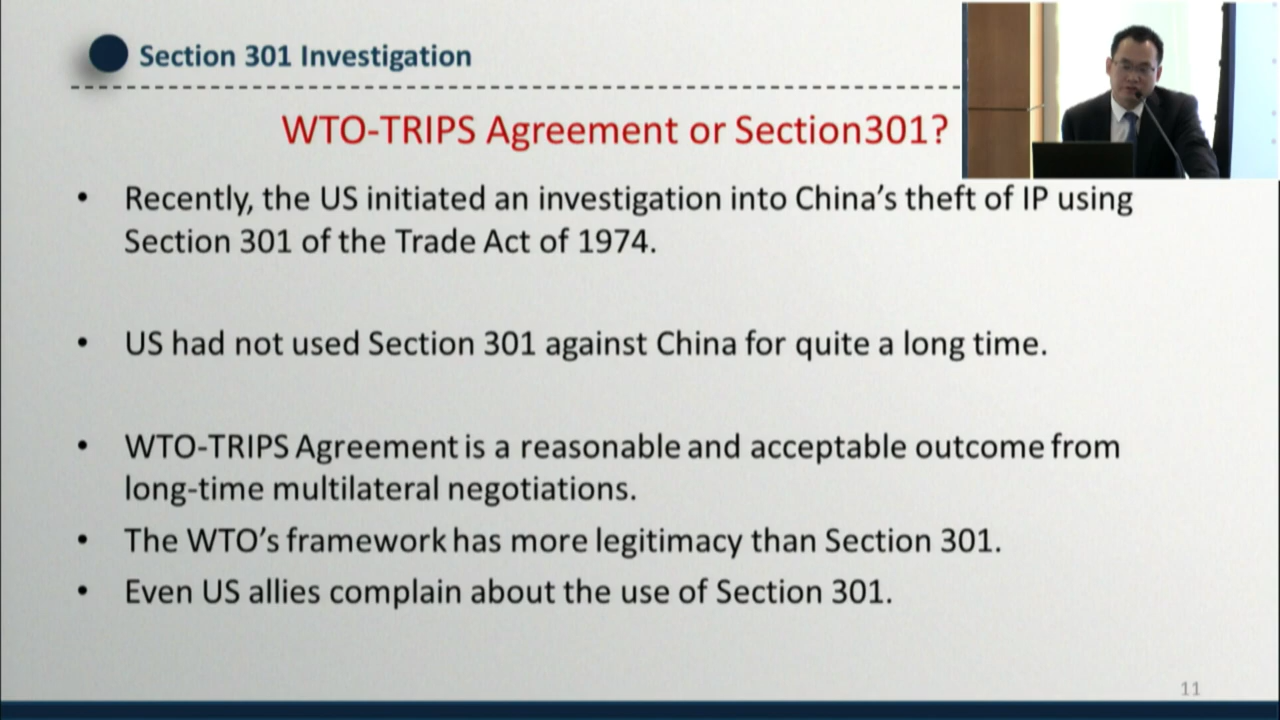 Section 301 Investigation
WTO-TRIPS Agreement or Section301?
• Recently, the US initiated an investigation into China’s theft of IP using
Section 301 of the Trade Act of 1974.
• US had not used Section 301 against China for quite a long time.
• WTO-TRIPS Agreement is a reasonable and acceptable outcome from
long-time multilateral negotiations.
• The WTO’s framework has more legitimacy than Section 301.
• Even US allies complain about the use of Section 301.
11